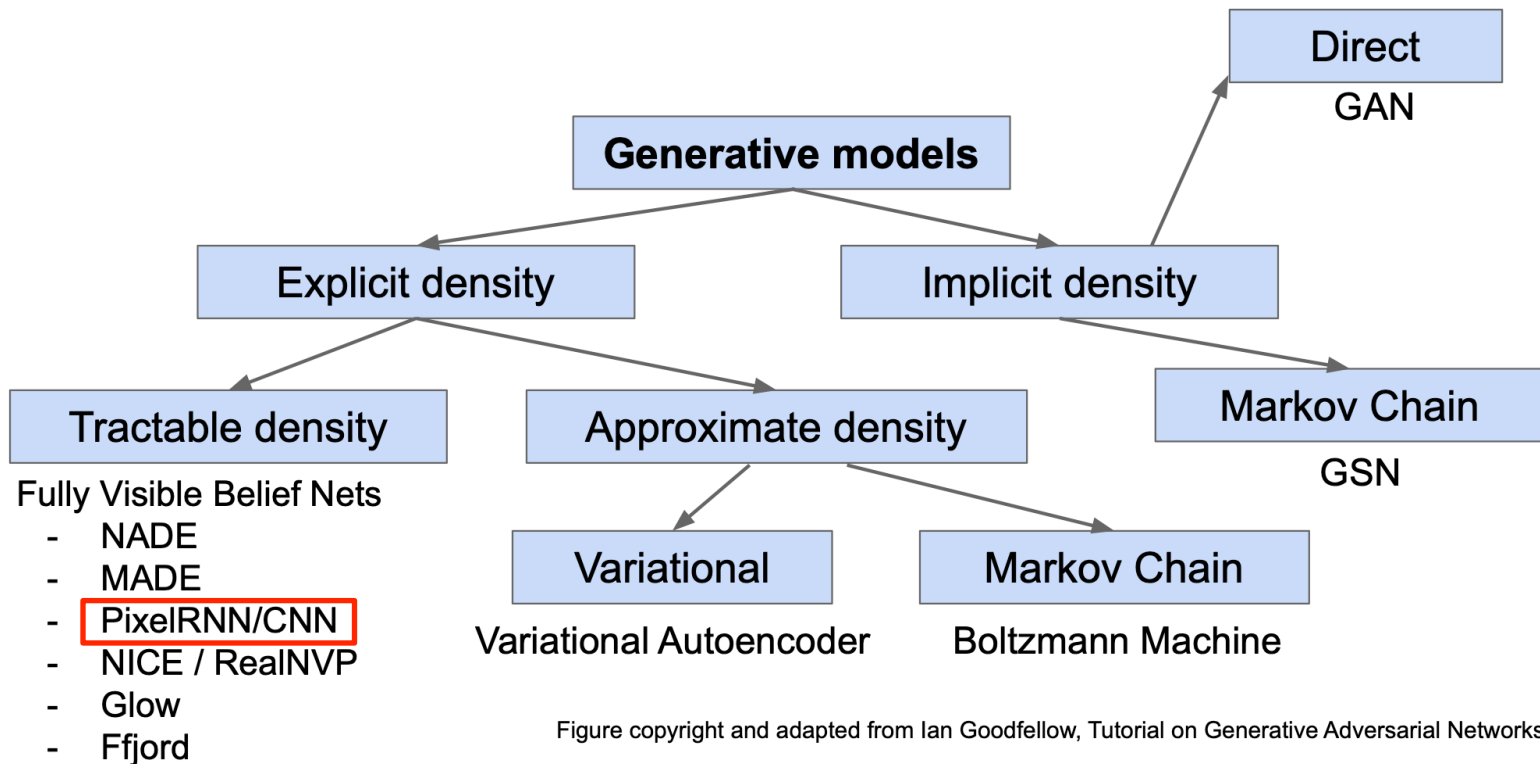 Direct
GAN
Generative models
Explicit density
Implicit density
Tractable density
Approximate density
Markov Chain
GSN
Fully Visible Belief Nets
- NADE
- MADE
- PixelRNN/CNN
- NICE / RealNVP
- Glow
- Ffjord
Variational
Markov Chain
Variational Autoencoder
Boltzmann Machine
Figure copyright and adapted from Ian Goodfellow, Tutorial on Generative Adversarial Networks